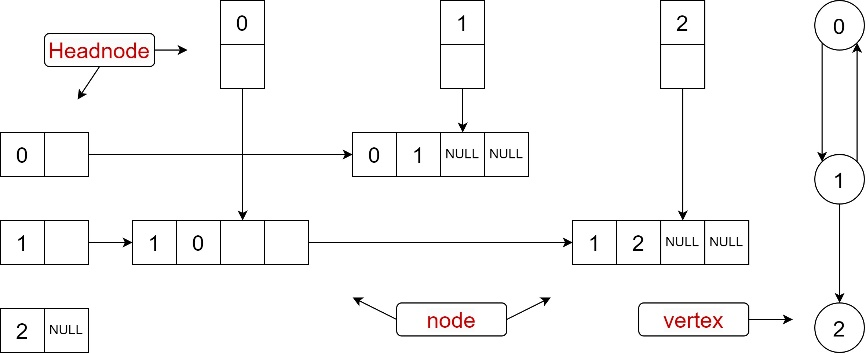 0 1 2 0
Headnode
0 0 1 NULL NULL
1
1 1 0 1 2 NULL NULL
node vertex
2 NULL 2